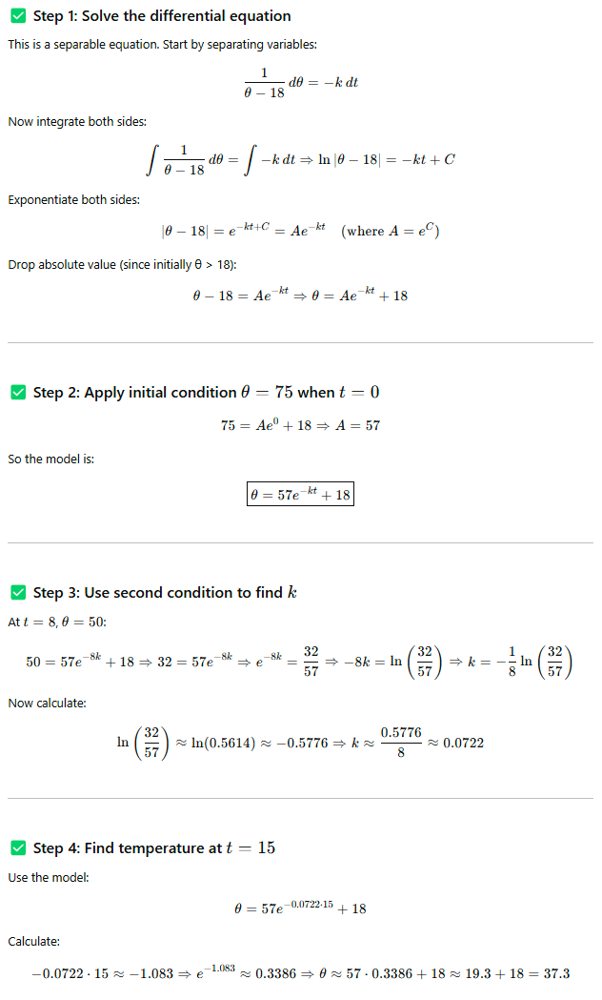 ✅ Step 1: Solve the differential equation
This is a separable equation. Start by separating variables:
$$\frac{1}{\theta - 18}\, d\theta = -k\, dt$$
Now integrate both sides:
$$\int \frac{1}{\theta - 18}\, d\theta = \int -k\, dt \Rightarrow \ln|\theta - 18| = -kt + C$$
Exponentiate both sides:
$$|\theta - 18| = e^{-kt+C} = Ae^{-kt} \quad (\text{where } A = e^C)$$
Drop absolute value (since initially θ > 18):
$$\theta - 18 = Ae^{-kt} \Rightarrow \theta = Ae^{-kt} + 18$$
✅ Step 2: Apply initial condition $\theta = 75$ when $t = 0$
$$75 = Ae^0 + 18 \Rightarrow A = 57$$
So the model is:
$$\boxed{\theta = 57e^{-kt} + 18}$$
✅ Step 3: Use second condition to find $k$
At $t = 8, \theta = 50$:
$$50 = 57e^{-8k} + 18 \Rightarrow 32 = 57e^{-8k} \Rightarrow e^{-8k} = \frac{32}{57} \Rightarrow -8k = \ln\left(\frac{32}{57}\right) \Rightarrow k = -\frac{1}{8}\ln\left(\frac{32}{57}\right)$$
Now calculate:
$$\ln\left(\frac{32}{57}\right) \approx \ln(0.5614) \approx -0.5776 \Rightarrow k \approx \frac{0.5776}{8} \approx 0.0722$$
✅ Step 4: Find temperature at $t = 15$
Use the model:
$$\theta = 57e^{-0.0722 \cdot 15} + 18$$
Calculate:
$$-0.0722 \cdot 15 \approx -1.083 \Rightarrow e^{-1.083} \approx 0.3386 \Rightarrow \theta \approx 57 \cdot 0.3386 + 18 \approx 19.3 + 18 = 37.3$$